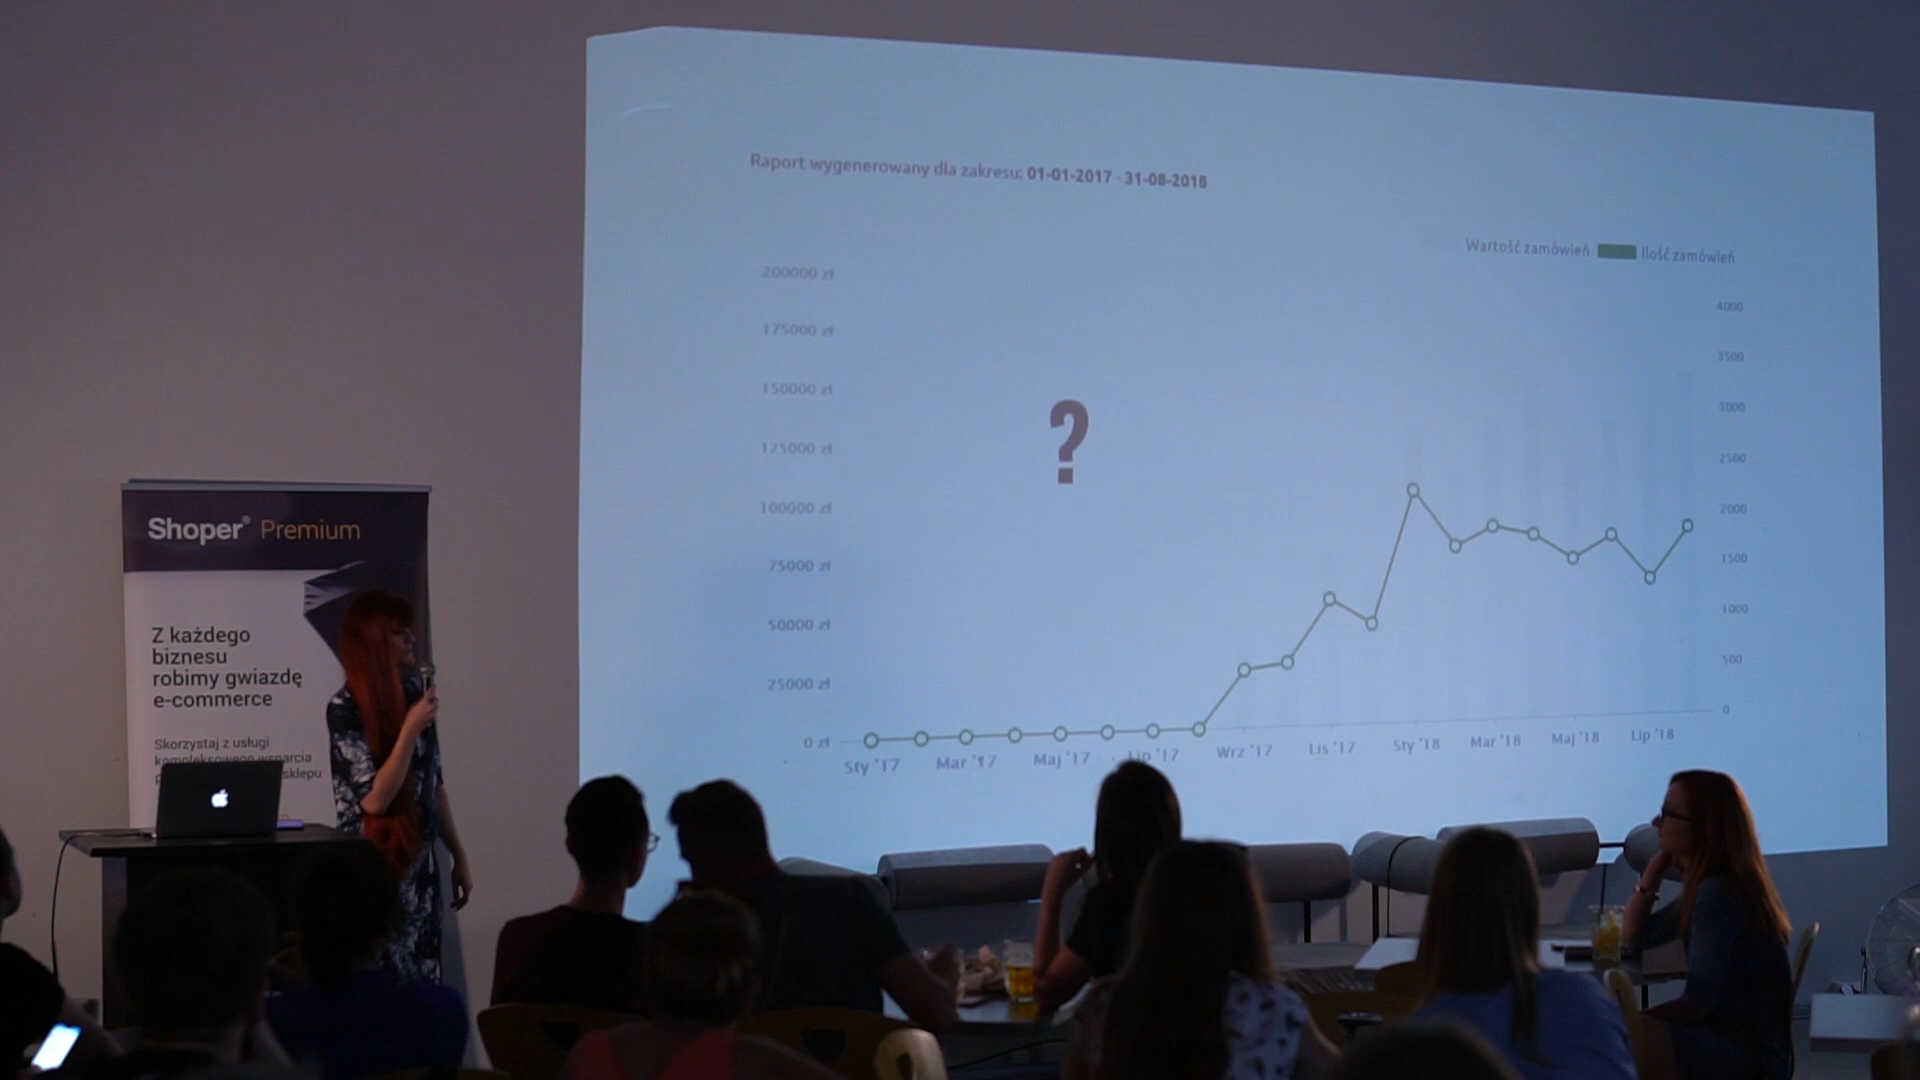 Raport wygenerowany dla zakresu: 01-01-2017 - 31-08-2018
Wartość zamówień Ilość zamówień
200000 zł
175000 zł
150000 zł
125000 zł
100000 zł
75000 zł
50000 zł
25000 zł
0 zł
?
4000
3500
3000
2500
2000
1500
1000
500
0
Sty '17 Mar '17 Maj '17 Lip '17 Wrz '17 Lis '17 Sty '18 Mar '18 Maj '18 Lip '18
Shoper® Premium
Z każdego
biznesu
robimy gwiazdę
e-commerce
Skorzystaj z usługi
kompleksowego wsparcia
sklepu